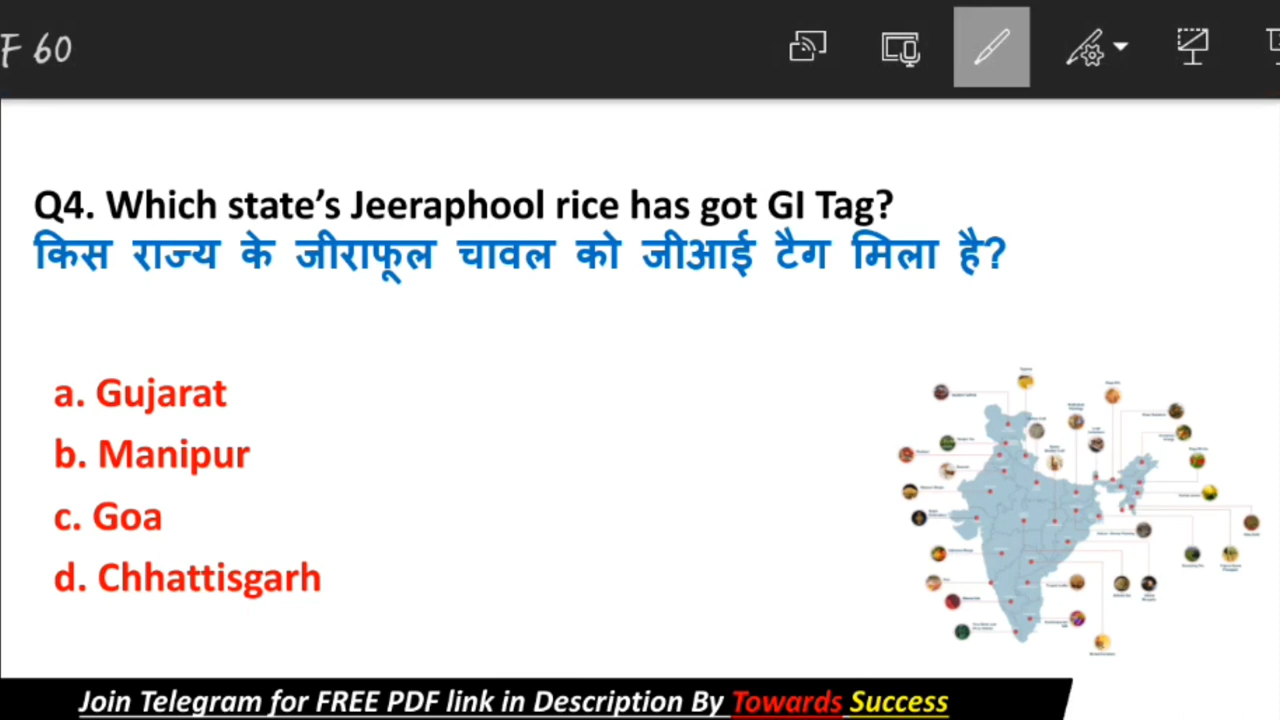 F 60
Q4. Which state's Jeeraphool rice has got GI Tag?
किस राज्य के जीराफूल चावल को जीआई टैग मिला है?
a. Gujarat
b. Manipur
c. Goa
d. Chhattisgarh
Join Telegram for FREE PDF link in Description By Towards Success